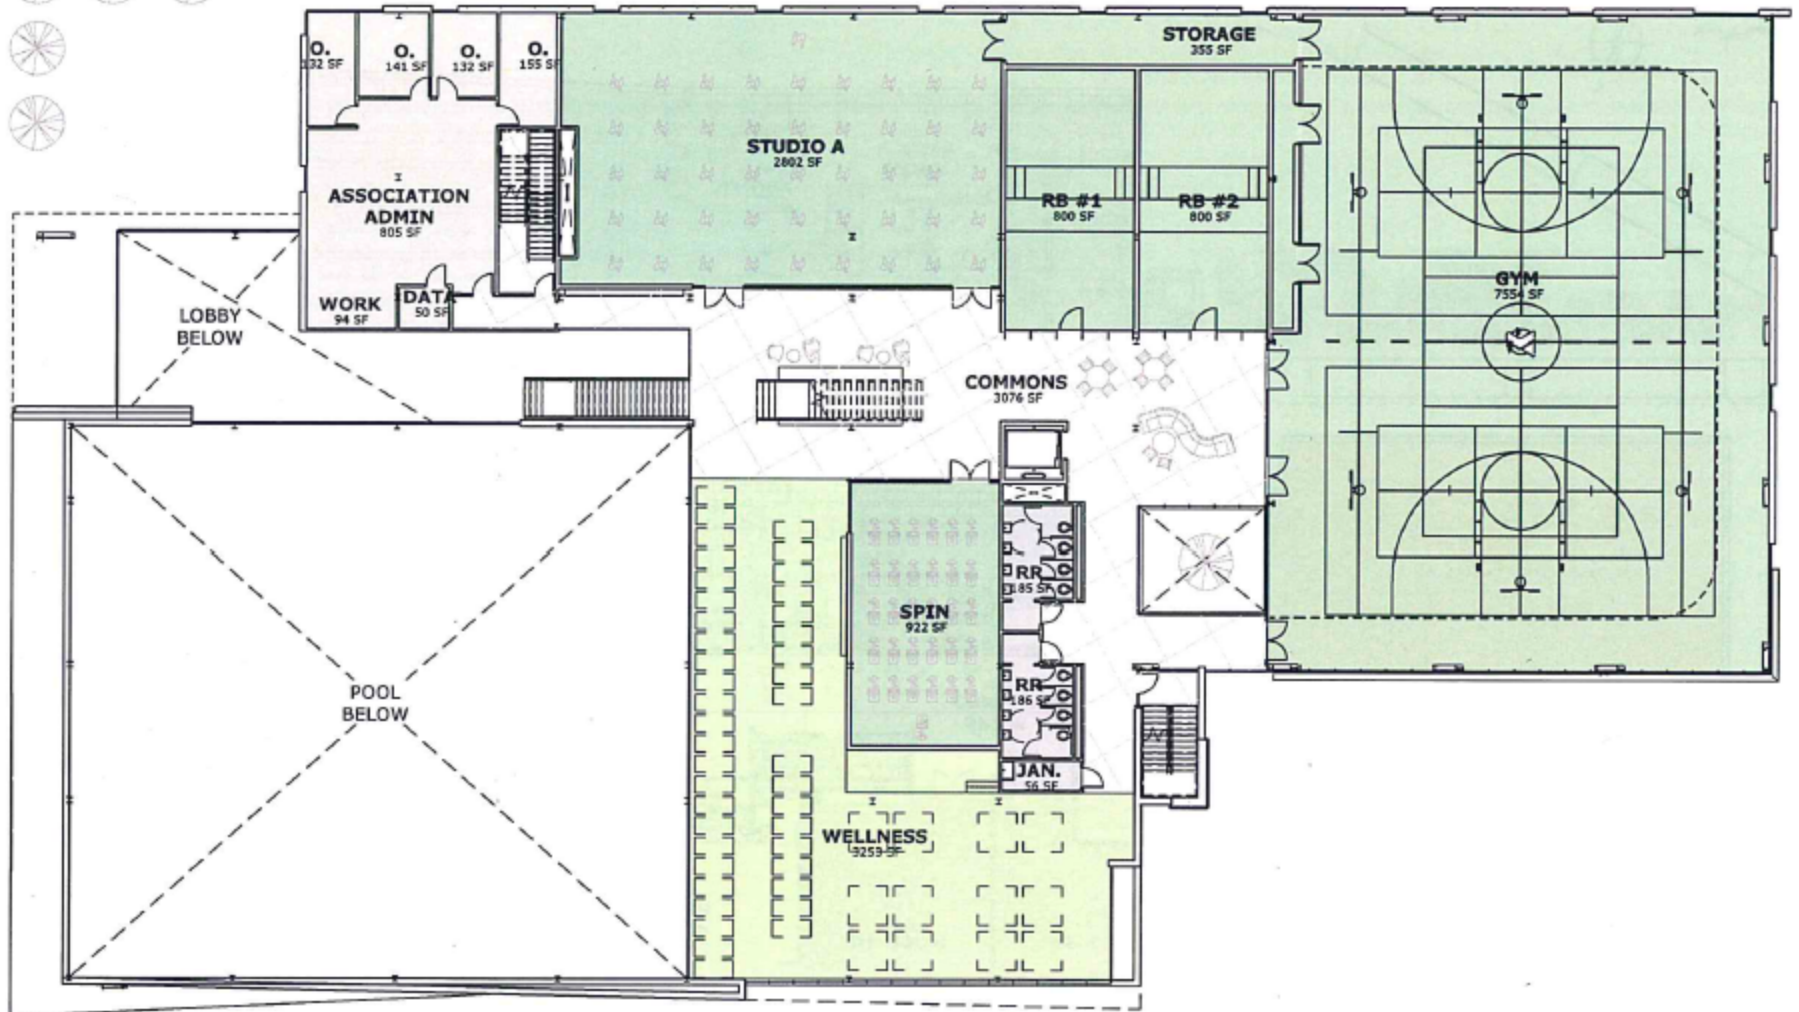 O.
132 SF
O.
141 SF
O.
132 SF
O.
155 SF
STORAGE
355 SF
STUDIO A
2802 SF
ASSOCIATION
ADMIN
805 SF
RB #1
800 SF
RB #2
800 SF
GYM
7554 SF
WORK
94 SF
DATA
50 SF
LOBBY
BELOW
COMMONS
3076 SF
RR
185 SF
SPIN
922 SF
RR
186 SF
POOL
BELOW
JAN.
56 SF
WELLNESS
3253 SF